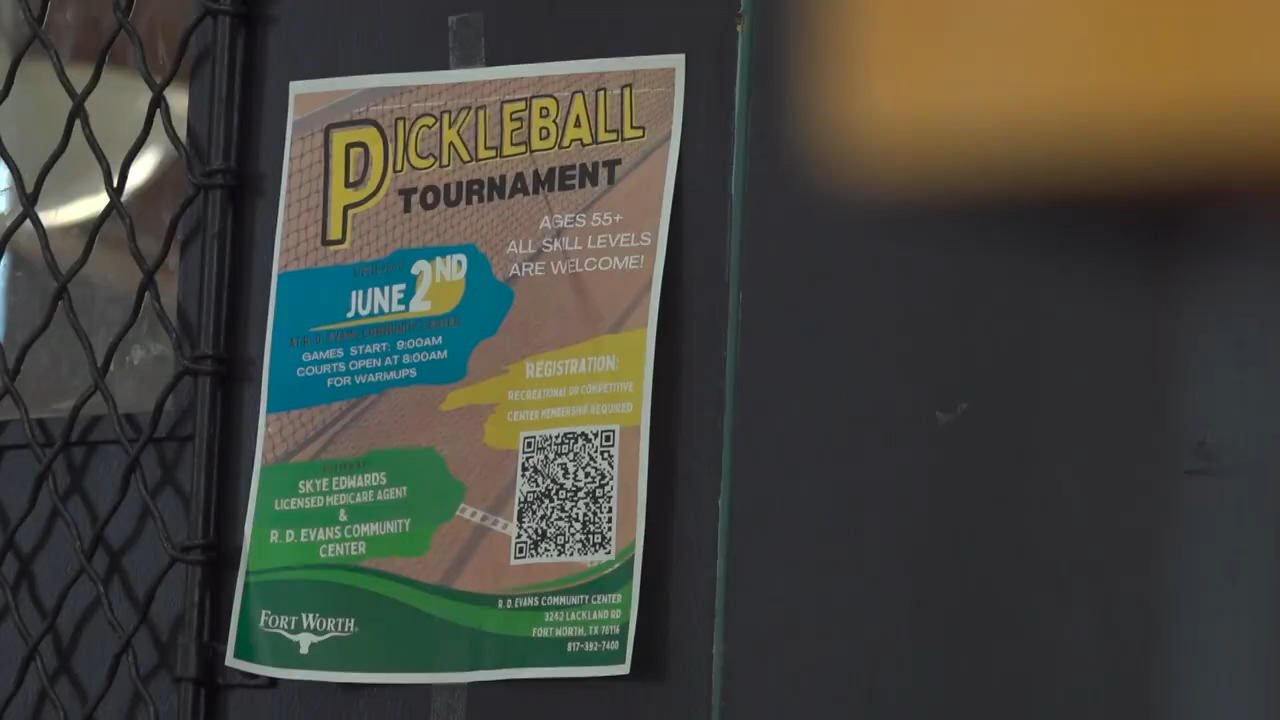 PICKLEBALL
TOURNAMENT
AGES 55+
ALL SKILL LEVELS
ARE WELCOME!
JUNE 2ND
AT R. D. EVANS COMMUNITY CENTER
GAMES START: 9:00AM
COURTS OPEN AT 8:00AM
FOR WARMUPS
REGISTRATION:
RECREATIONAL OR COMPETITIVE
CENTER MEMBERSHIP REQUIRED
SKYE EDWARDS
LICENSED MEDICARE AGENT
&
R. D. EVANS COMMUNITY
CENTER
FORT WORTH
R. D. EVANS COMMUNITY CENTER
3242 LACKLAND RD
FORT WORTH, TX 76116
817-392-7400